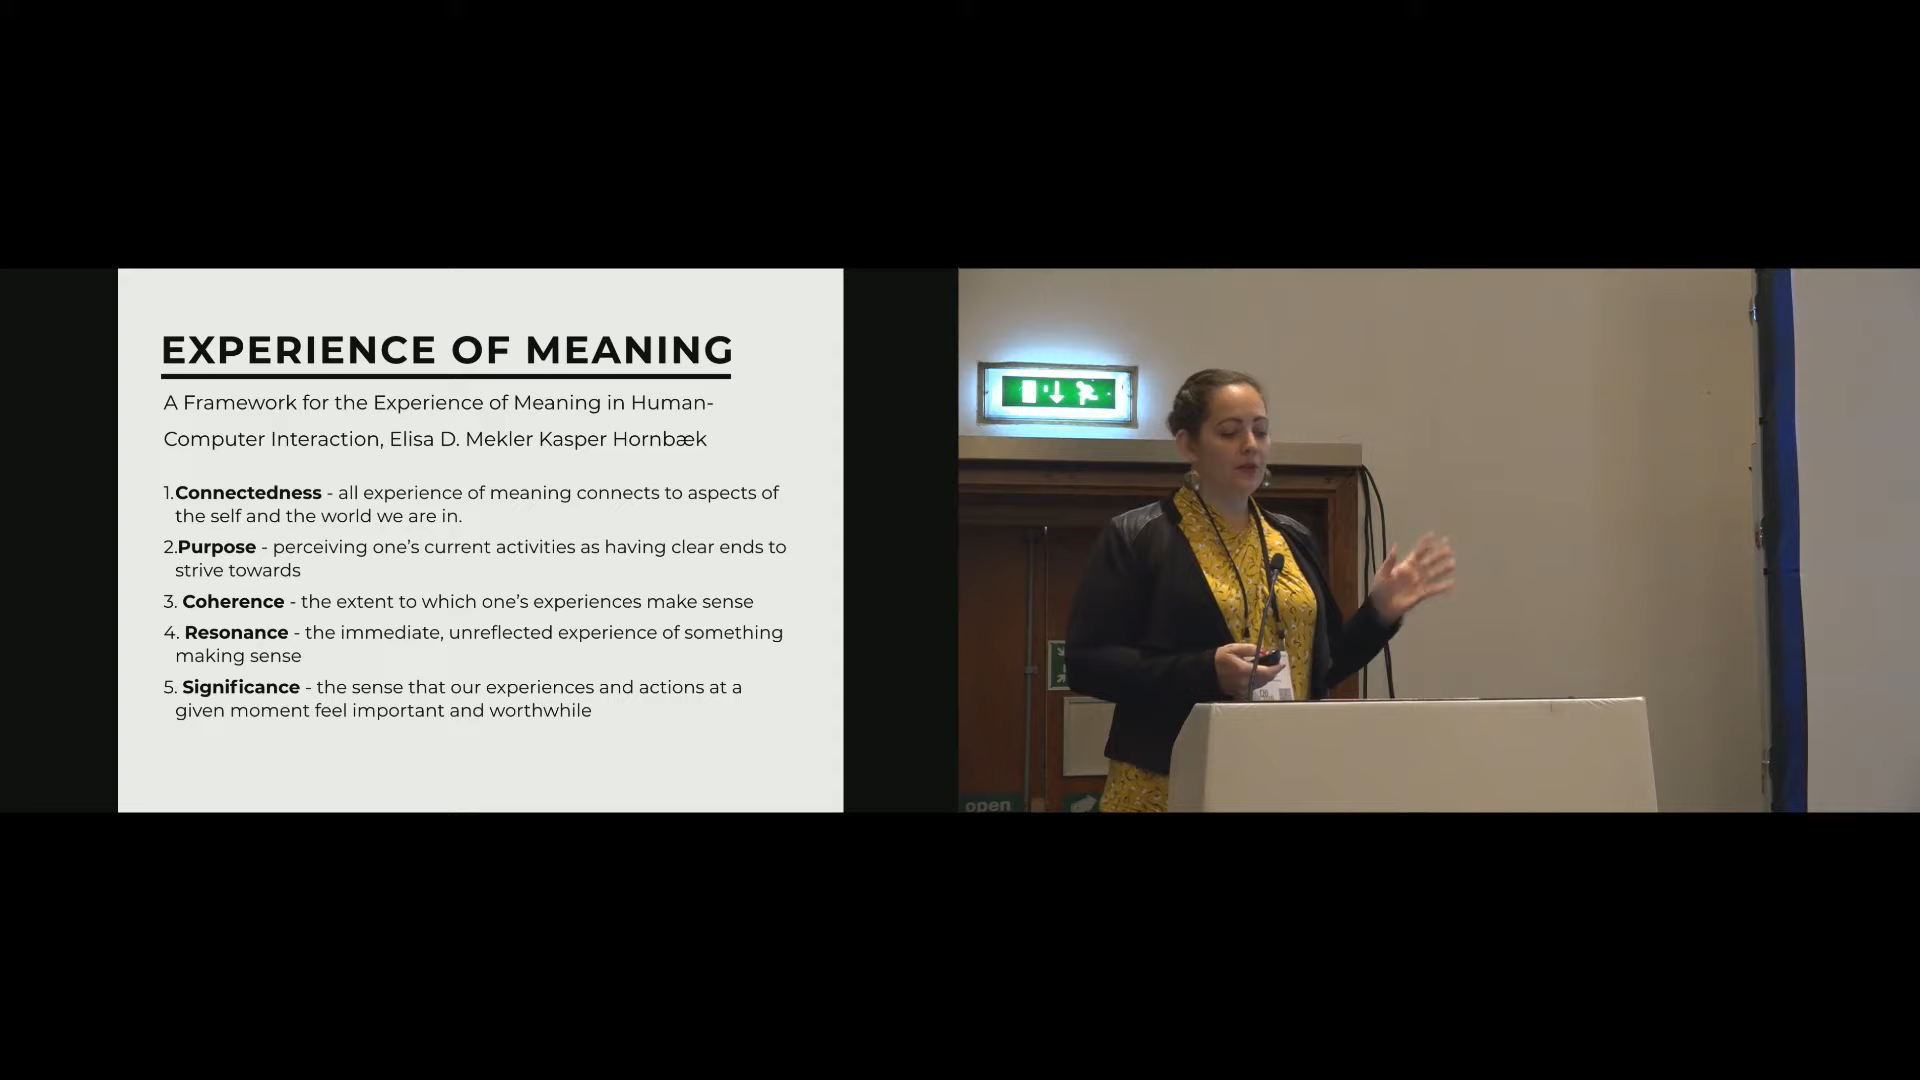 EXPERIENCE OF MEANING
A Framework for the Experience of Meaning in Human-
Computer Interaction, Elisa D. Mekler Kasper Hornbæk
1.Connectedness - all experience of meaning connects to aspects of
the self and the world we are in.
2.Purpose - perceiving one's current activities as having clear ends to
strive towards
3. Coherence - the extent to which one's experiences make sense
4. Resonance - the immediate, unreflected experience of something
making sense
5. Significance - the sense that our experiences and actions at a
given moment feel important and worthwhile
open